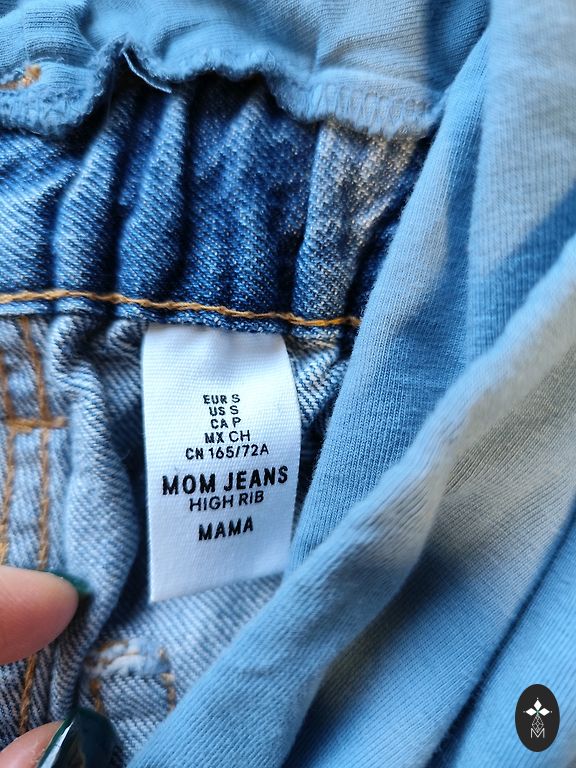 EUR S
US S
CA P
MX CH
CN 165/72A
MOM JEANS
HIGH RIB
MAMA
M